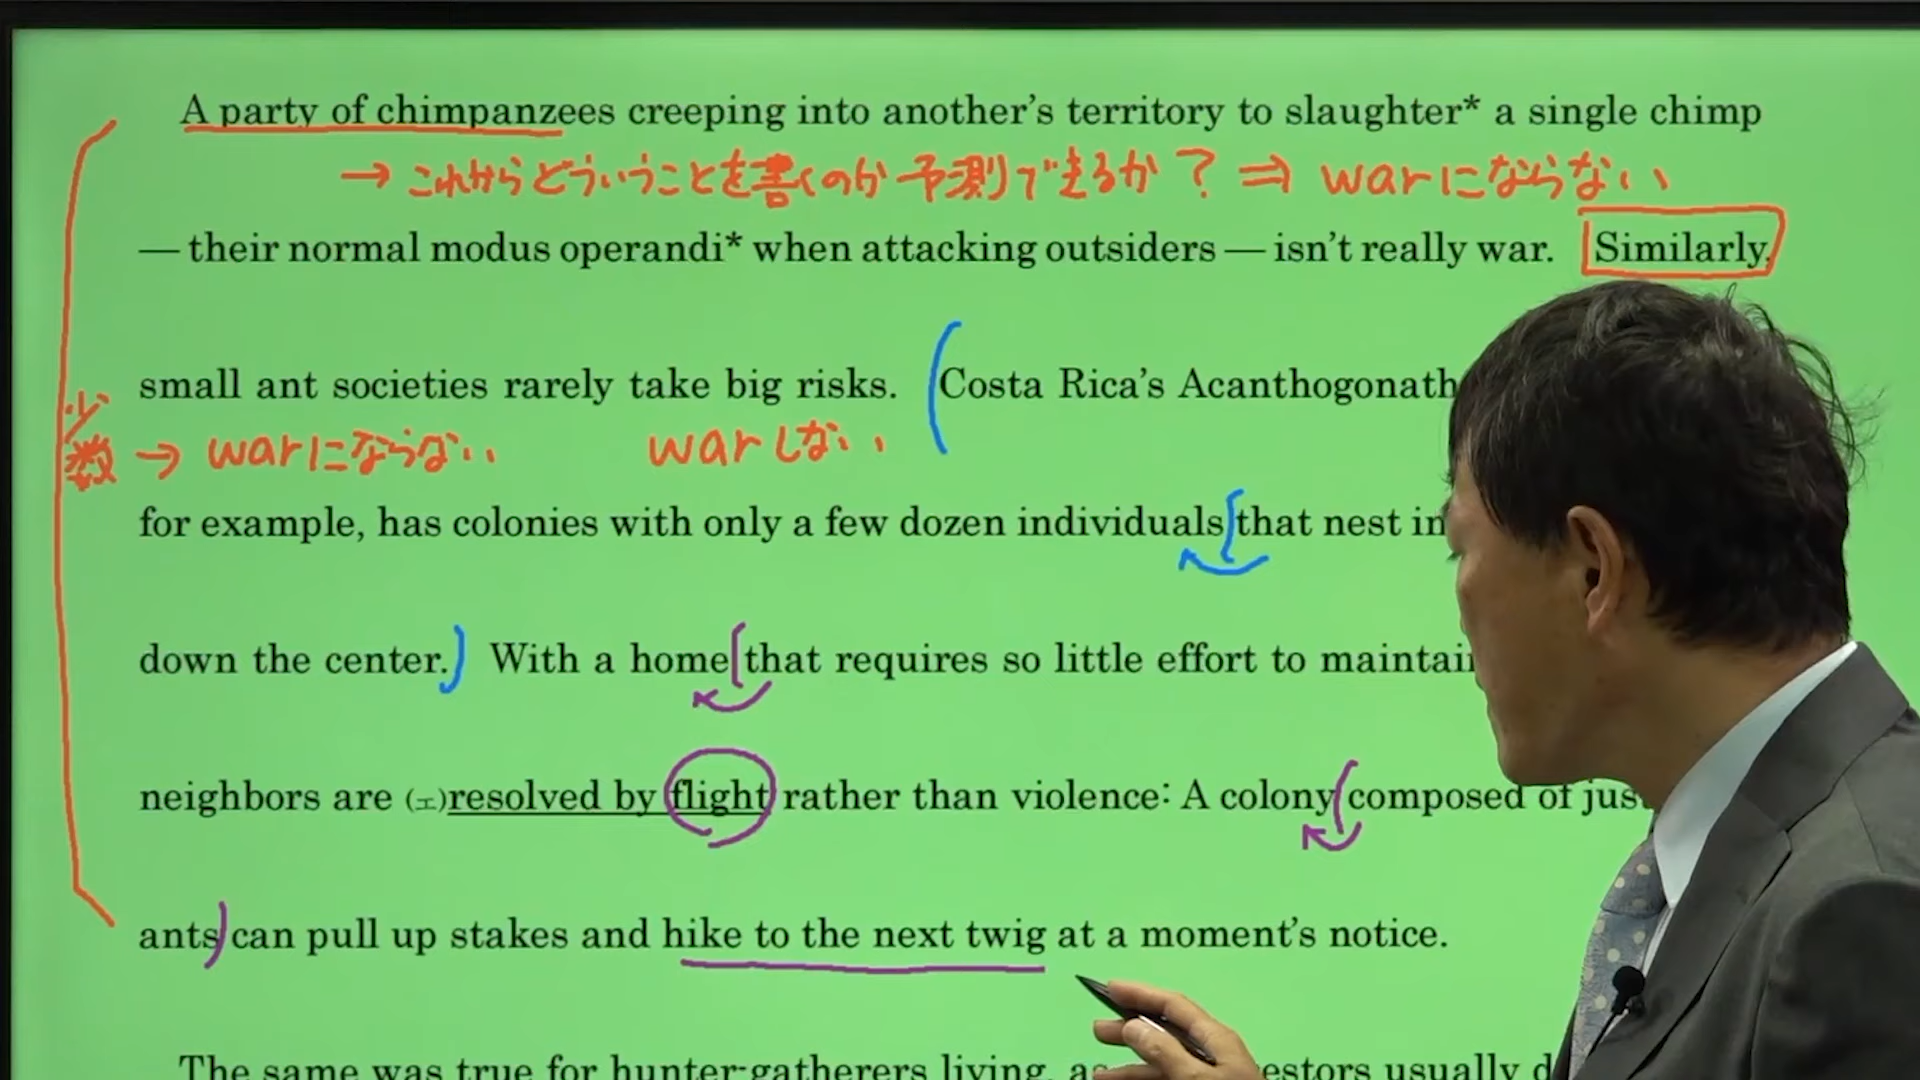 A party of chimpanzees creeping into another's territory to slaughter* a single chimp
→ これからどういうことを書くのか予測できるか？ ⇒ warにならない
— their normal modus operandi* when attacking outsiders — isn't really war. Similarly,
small ant societies rarely take big risks. Costa Rica's
少数 → warにならない warしない
for example, has colonies with only a few dozen individuals that nest in
down the center. With a home that requires so little effort to
neighbors are (エ)resolved by flight rather than violence: A colony composed of
ants can pull up stakes and hike to the next twig at a moment's notice.
The same was true for hunter-gatherers living, usually